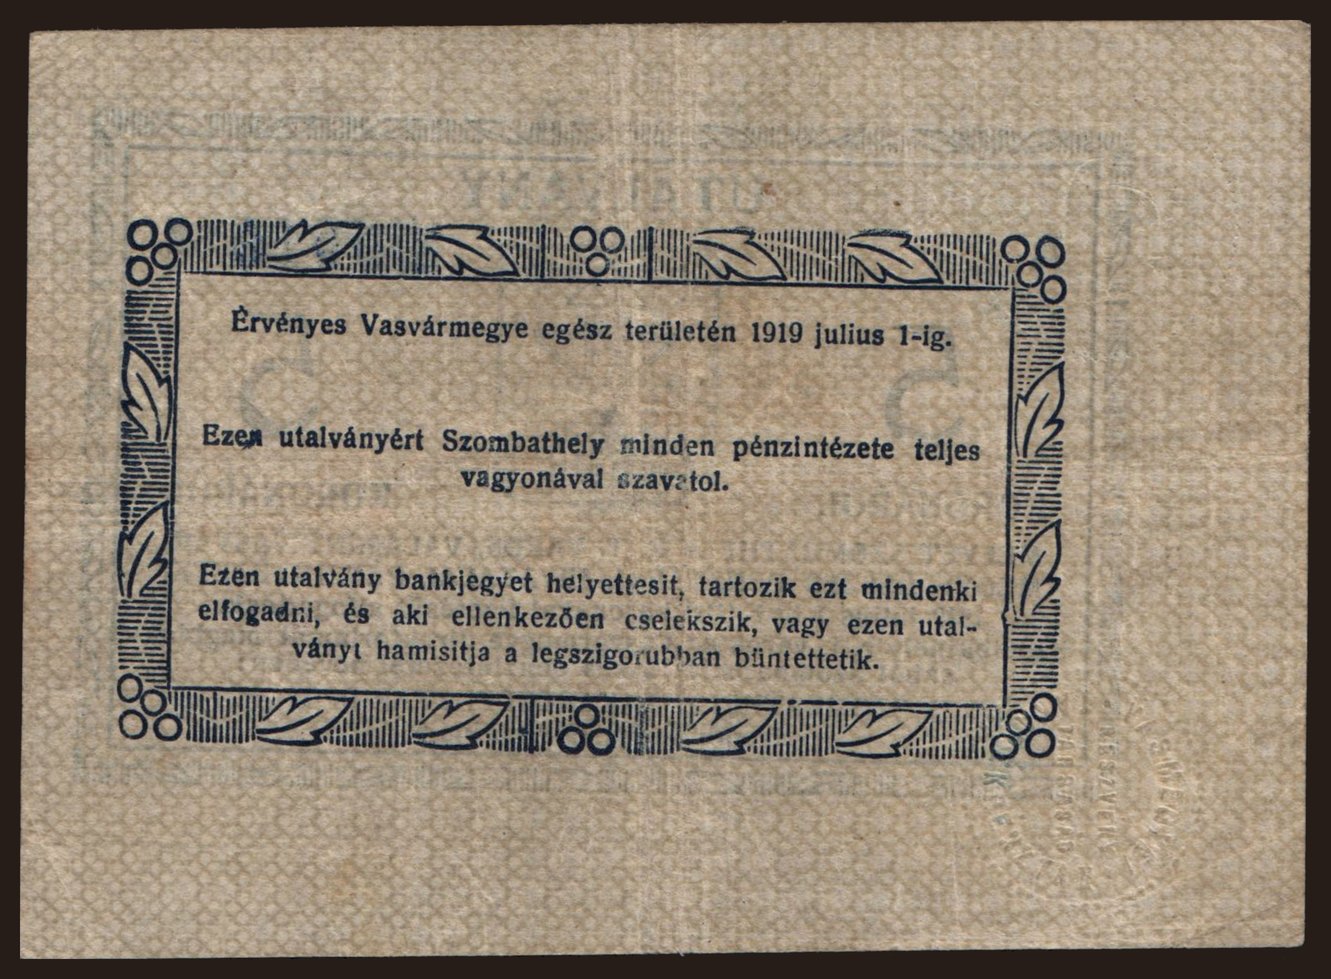 Érvényes Vasvármegye egész területén 1919 julius 1-ig.
Ezen utalványért Szombathely minden pénzintézete teljes
vagyonával szavatol.
Ezen utalvány bankjegyet helyettesit, tartozik ezt mindenki
elfogadni, és aki ellenkezően cselekszik, vagy ezen utal-
ványt hamisitja a legszigorubban büntettetik.